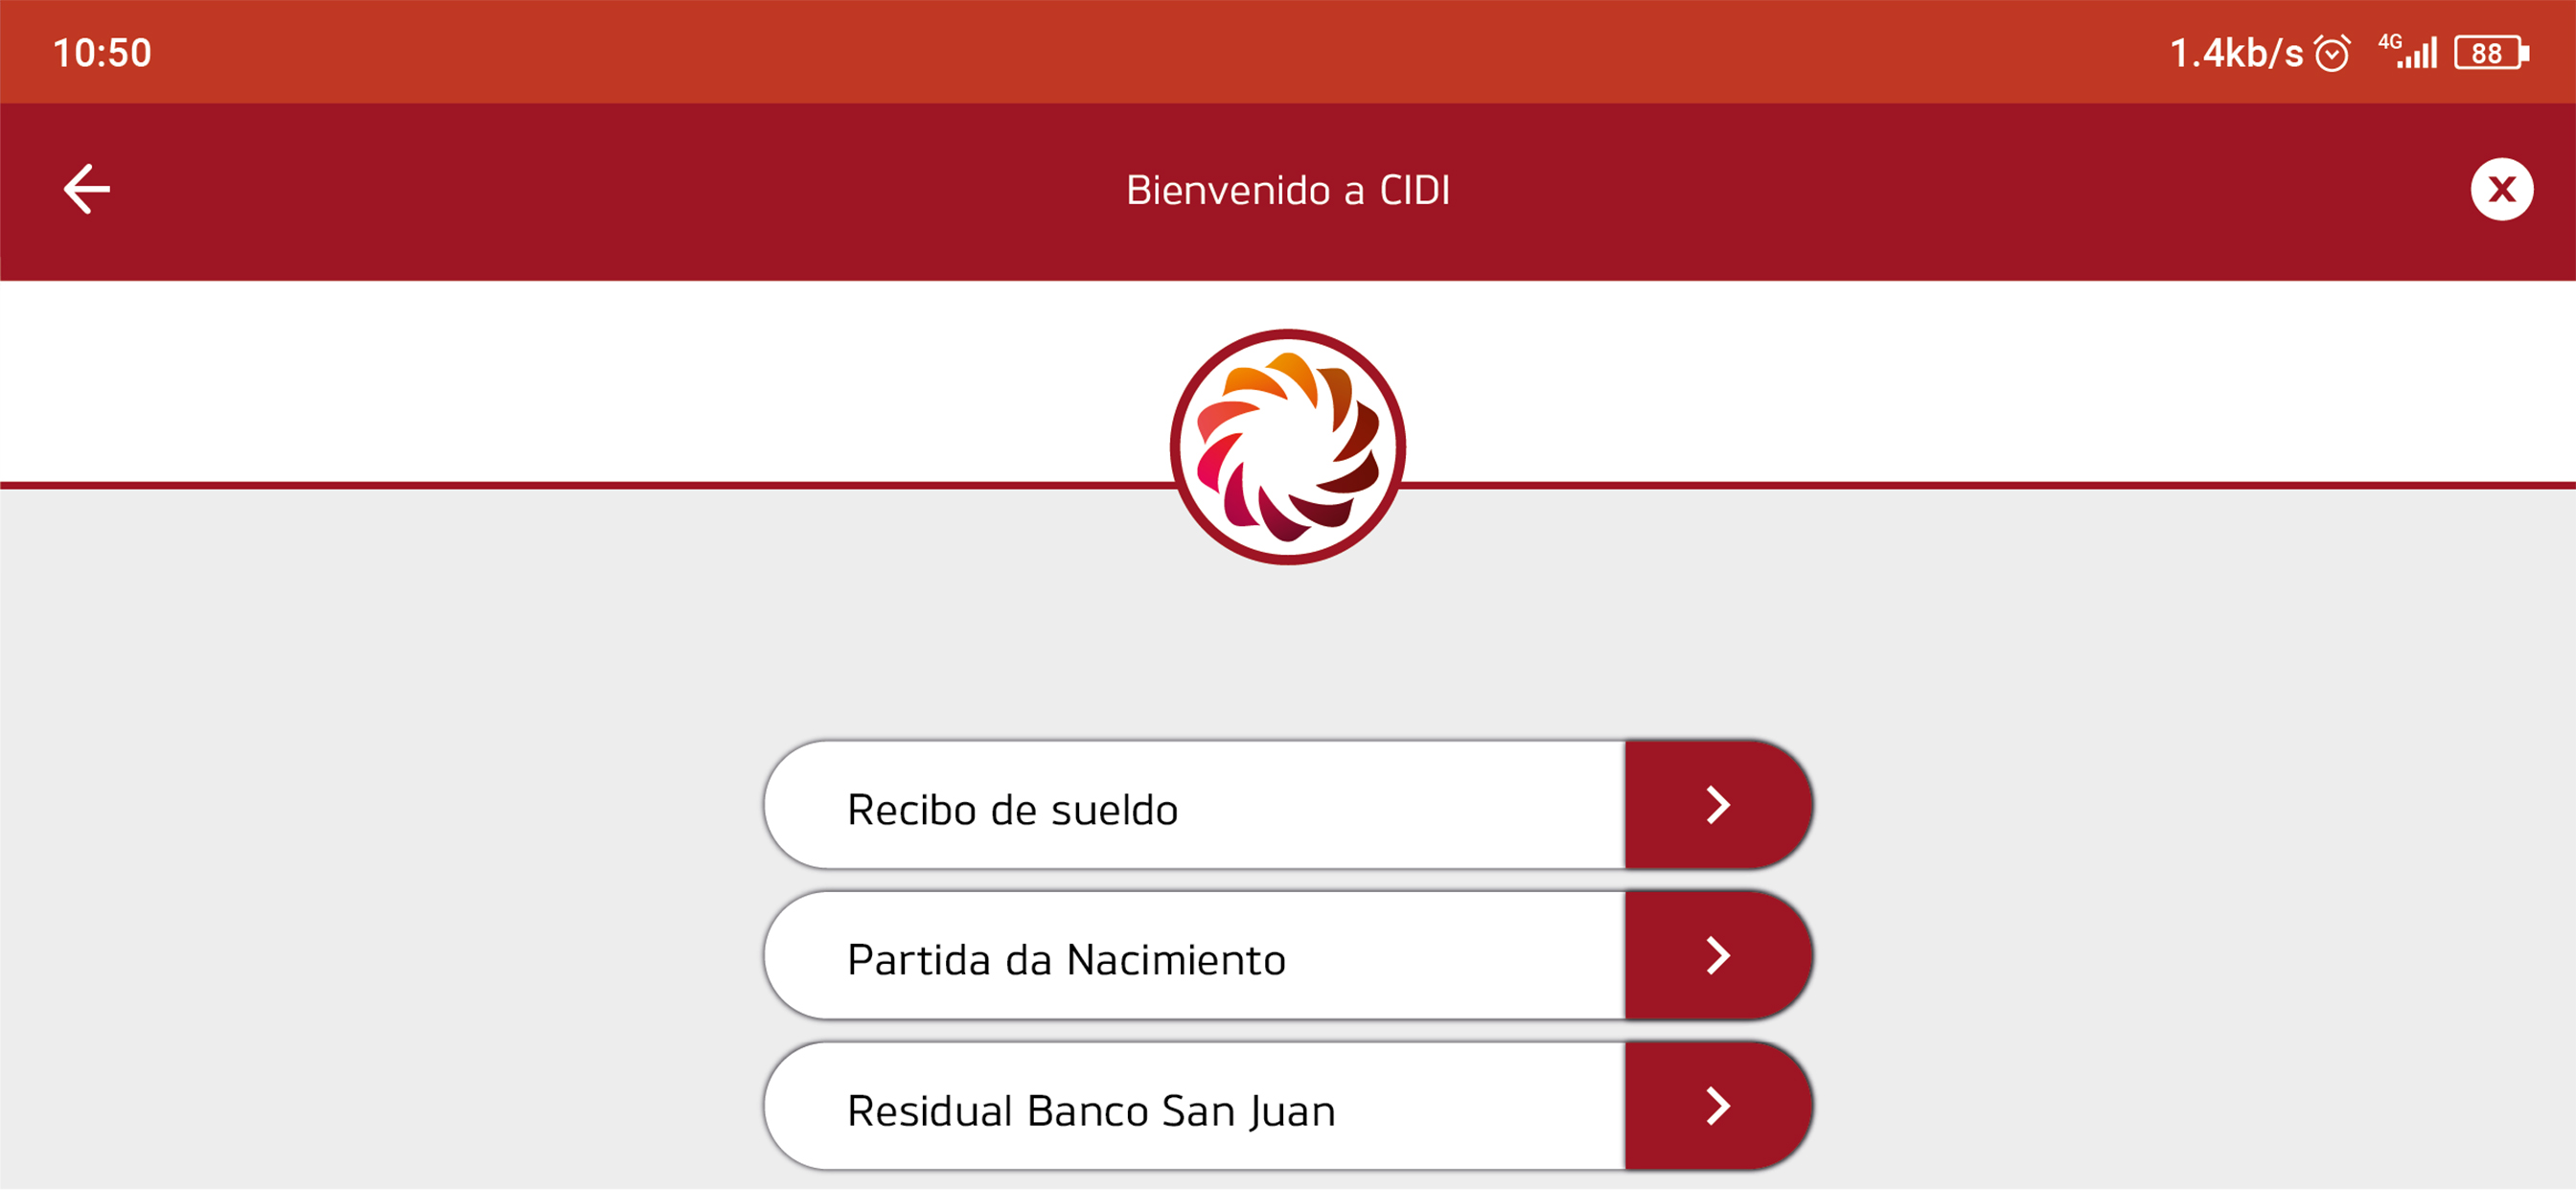 10:50
1.4kb/s 4G 88
Bienvenido a CIDI
X
Recibo de sueldo
Partida da Nacimiento
Residual Banco San Juan